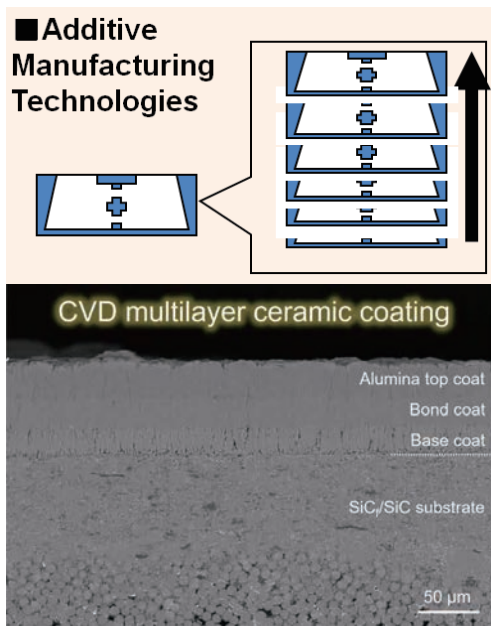 ■ Additive
Manufacturing
Technologies
CVD multilayer ceramic coating
Alumina top coat
Bond coat
Base coat
SiCf/SiC substrate
50 µm